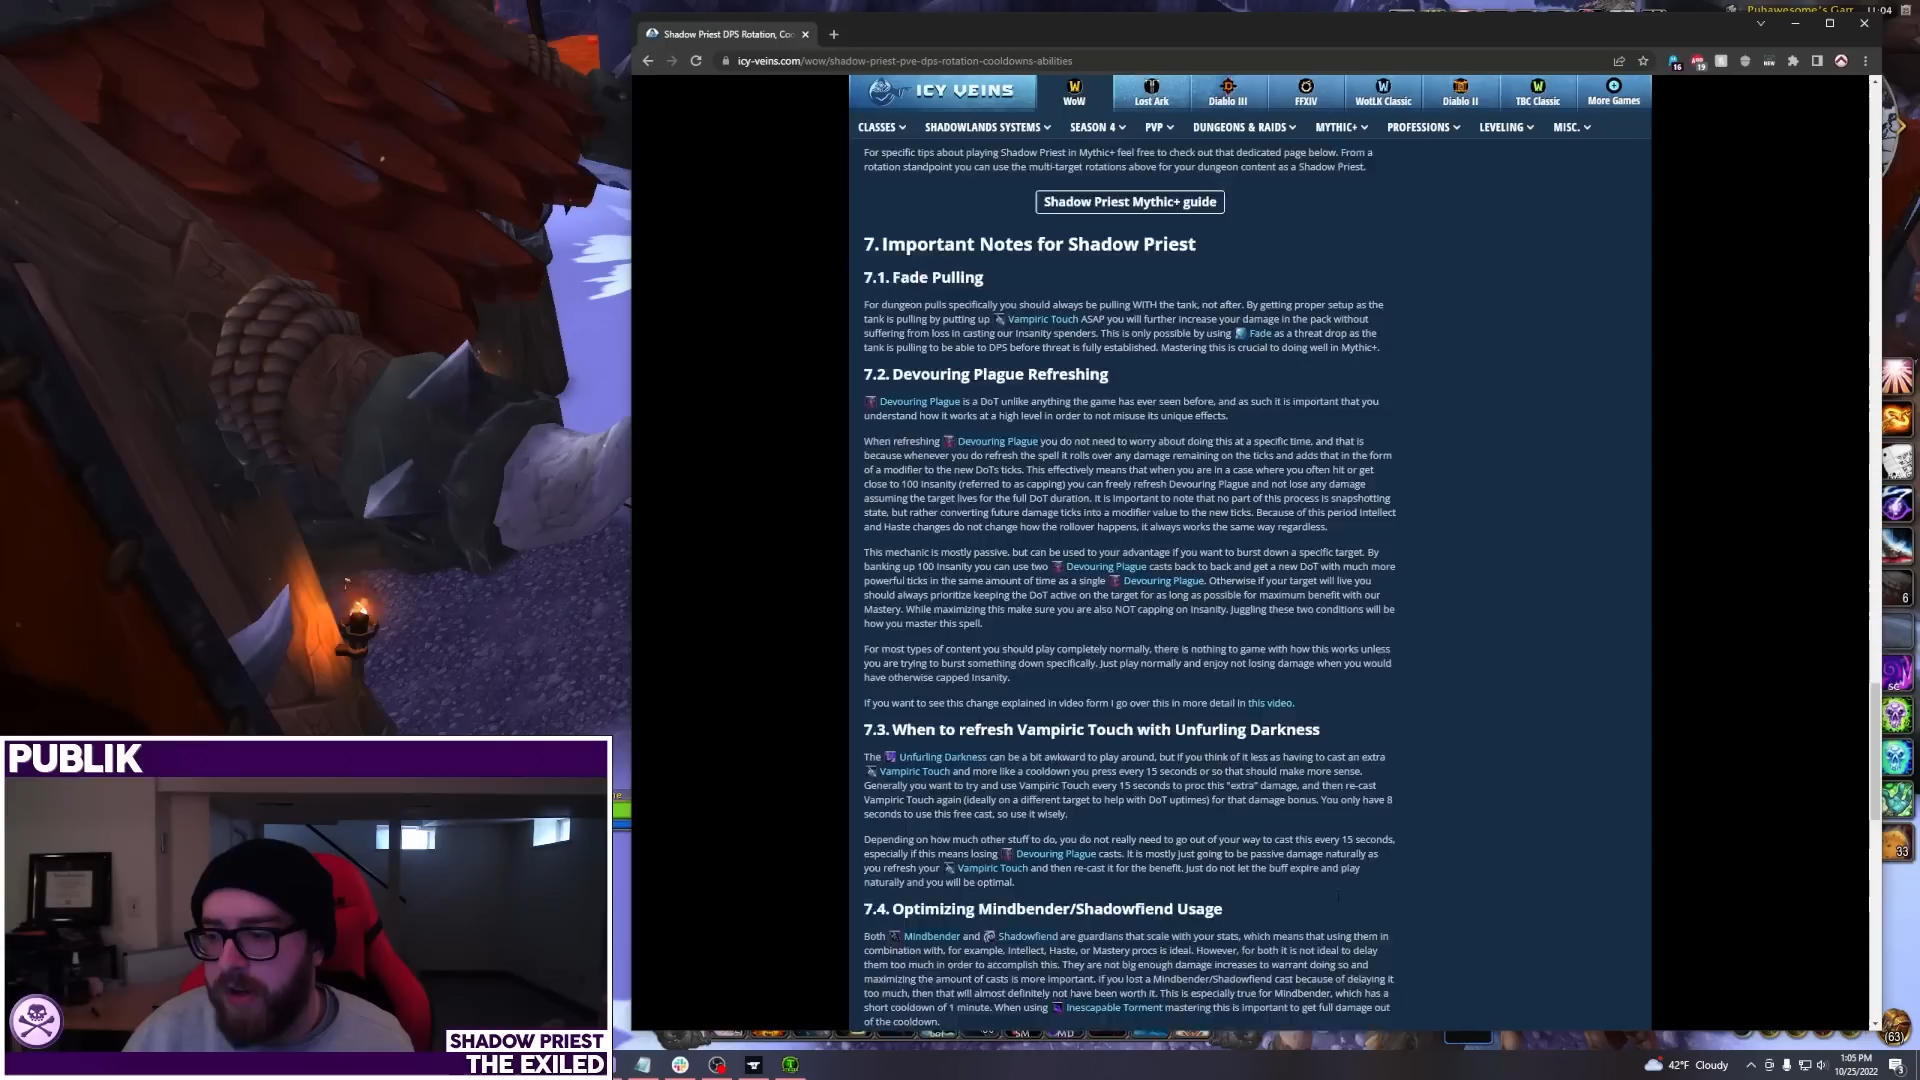 Puhawesome's Garr
11:04
Shadow Priest DPS Rotation, Co
icy-veins.com/wow/shadow-priest-pve-dps-rotation-cooldowns-abilities
16
19
ICY VEINS
WoW
Lost Ark
Diablo III
FFXIV
WotLK Classic
Diablo II
TBC Classic
More Games
CLASSES
SHADOWLANDS SYSTEMS
SEASON 4
PVP
DUNGEONS & RAIDS
MYTHIC+
PROFESSIONS
LEVELING
MISC.
For specific tips about playing Shadow Priest in Mythic+ feel free to check out that dedicated page below. From a
rotation standpoint you can use the multi-target rotations above for your dungeon content as a Shadow Priest.
Shadow Priest Mythic+ guide
7. Important Notes for Shadow Priest
7.1. Fade Pulling
For dungeon pulls specifically you should always be pulling WITH the tank, not after. By getting proper setup as the
tank is pulling by putting up Vampiric Touch ASAP you will further increase your damage in the pack without
suffering from loss in casting our Insanity spenders. This is only possible by using Fade as a threat drop as the
tank is pulling to be able to DPS before threat is fully established. Mastering this is crucial to doing well in Mythic+.
7.2. Devouring Plague Refreshing
Devouring Plague is a DoT unlike anything the game has ever seen before, and as such it is important that you
understand how it works at a high level in order to not misuse its unique effects.
When refreshing Devouring Plague you do not need to worry about doing this at a specific time, and that is
because whenever you do refresh the spell it rolls over any damage remaining on the ticks and adds that in the form
of a modifier to the new DoTs ticks. This effectively means that when you are in a case where you often hit or get
close to 100 Insanity (referred to as capping) you can freely refresh Devouring Plague and not lose any damage
assuming the target lives for the full DoT duration. It is important to note that no part of this process is snapshotting
state, but rather converting future damage ticks into a modifier value to the new ticks. Because of this period Intellect
and Haste changes do not change how the rollover happens, it always works the same way regardless.
This mechanic is mostly passive, but can be used to your advantage if you want to burst down a specific target. By
banking up 100 Insanity you can use two Devouring Plague casts back to back and get a new DoT with much more
powerful ticks in the same amount of time as a single Devouring Plague. Otherwise if your target will live you
should always prioritize keeping the DoT active on the target for as long as possible for maximum benefit with our
Mastery. While maximizing this make sure you are also NOT capping on Insanity. Juggling these two conditions will be
how you master this spell.
For most types of content you should play completely normally, there is nothing to game with how this works unless
you are trying to burst something down specifically. Just play normally and enjoy not losing damage when you would
have otherwise capped Insanity.
If you want to see this change explained in video form I go over this in more detail in this video.
7.3. When to refresh Vampiric Touch with Unfurling Darkness
The Unfurling Darkness can be a bit awkward to play around, but if you think of it less as having to cast an extra
Vampiric Touch and more like a cooldown you press every 15 seconds or so that should make more sense.
Generally you want to try and use Vampiric Touch every 15 seconds to proc this "extra" damage, and then re-cast
Vampiric Touch again (ideally on a different target to help with DoT uptimes) for that damage bonus. You only have 8
seconds to use this free cast, so use it wisely.
Depending on how much other stuff to do, you do not really need to go out of your way to cast this every 15 seconds,
especially if this means losing Devouring Plague casts. It is mostly just going to be passive damage naturally as
you refresh your Vampiric Touch and then re-cast it for the benefit. Just do not let the buff expire and play
naturally and you will be optimal.
7.4. Optimizing Mindbender/Shadowfiend Usage
Both Mindbender and Shadowfiend are guardians that scale with your stats, which means that using them in
combination with, for example, Intellect, Haste, or Mastery procs is ideal. However, for both it is not ideal to delay
them too much in order to accomplish this. They are not big enough damage increases to warrant doing so and
maximizing the amount of casts is more important. If you lost a Mindbender/Shadowfiend cast because of delaying it
too much, then that will almost definitely not have been worth it. This is especially true for Mindbender, which has a
short cooldown of 1 minute. When using Inescapable Torment mastering this is important to get full damage out
of the cooldown.
6
SC
33
(63)
SM
MD
PUBLIK
SHADOW PRIEST
THE EXILED
42°F Cloudy
1:05 PM
10/25/2022
3